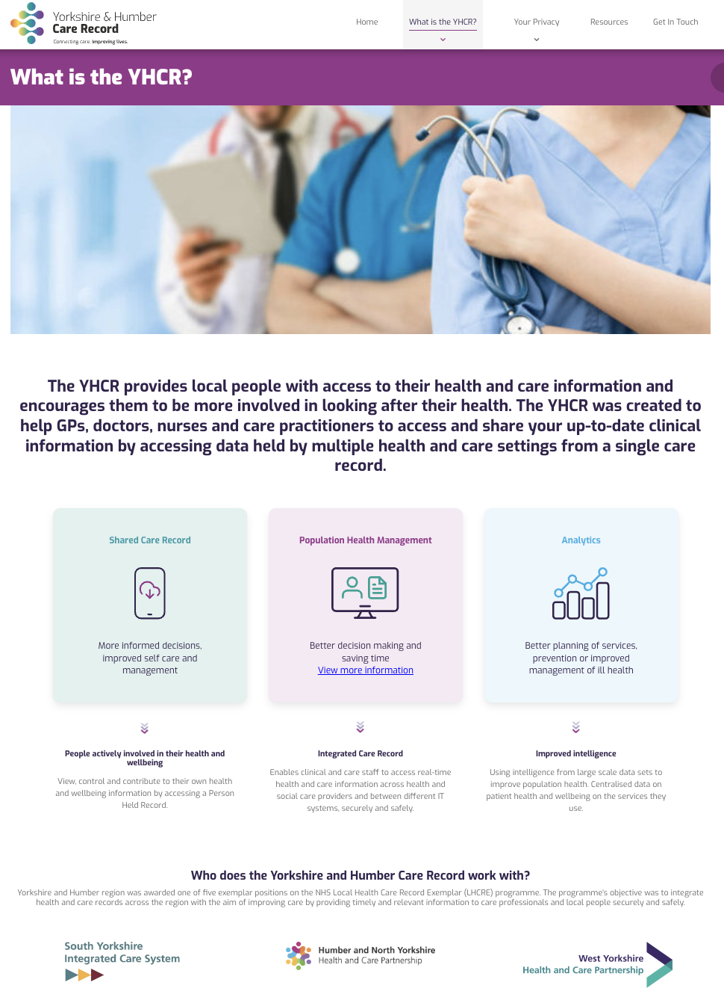 Yorkshire & Humber
Care Record
Connecting care. Improving lives.
Home
What is the YHCR?
Your Privacy
Resources
Get In Touch
What is the YHCR?
The YHCR provides local people with access to their health and care information and
encourages them to be more involved in looking after their health. The YHCR was created to
help GPs, doctors, nurses and care practitioners to access and share your up-to-date clinical
information by accessing data held by multiple health and care settings from a single care
record.
Shared Care Record
More informed decisions,
improved self care and
management
Population Health Management
Better decision making and
saving time
View more information
Analytics
Better planning of services,
prevention or improved
management of ill health
People actively involved in their health and
wellbeing
View, control and contribute to their own health
and wellbeing information by accessing a Person
Held Record.
Integrated Care Record
Enables clinical and care staff to access real-time
health and care information across health and
social care providers and between different IT
systems, securely and safely.
Improved intelligence
Using intelligence from large scale data sets to
improve population health. Centralised data on
patient health and wellbeing on the services they
use.
Who does the Yorkshire and Humber Care Record work with?
Yorkshire and Humber region was awarded one of five exemplar positions on the NHS Local Health Care Record Exemplar (LHCRE) programme. The programme's objective was to integrate
health and care records across the region with the aim of improving care by providing timely and relevant information to care professionals and local people securely and safely.
South Yorkshire
Integrated Care System
Humber and North Yorkshire
Health and Care Partnership
West Yorkshire
Health and Care Partnership